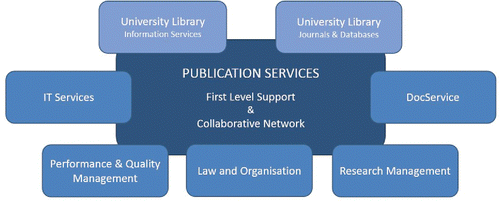 University Library
Information Services
University Library
Journals & Databases
PUBLICATION SERVICES
First Level Support
&
Collaborative Network
IT Services
DocService
Performance & Quality
Management
Law and Organisation
Research Management